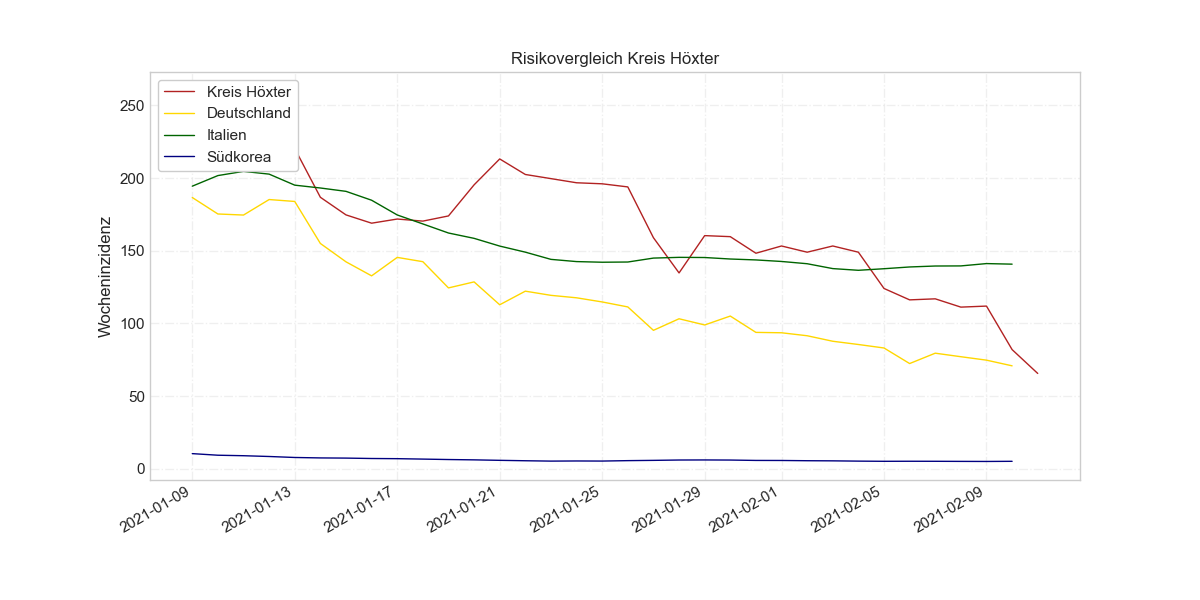 Risikovergleich Kreis Höxter
Kreis Höxter
Deutschland
Italien
Südkorea
Wocheninzidenz
250
200
150
100
50
0
2021-01-09
2021-01-13
2021-01-17
2021-01-21
2021-01-25
2021-01-29
2021-02-01
2021-02-05
2021-02-09